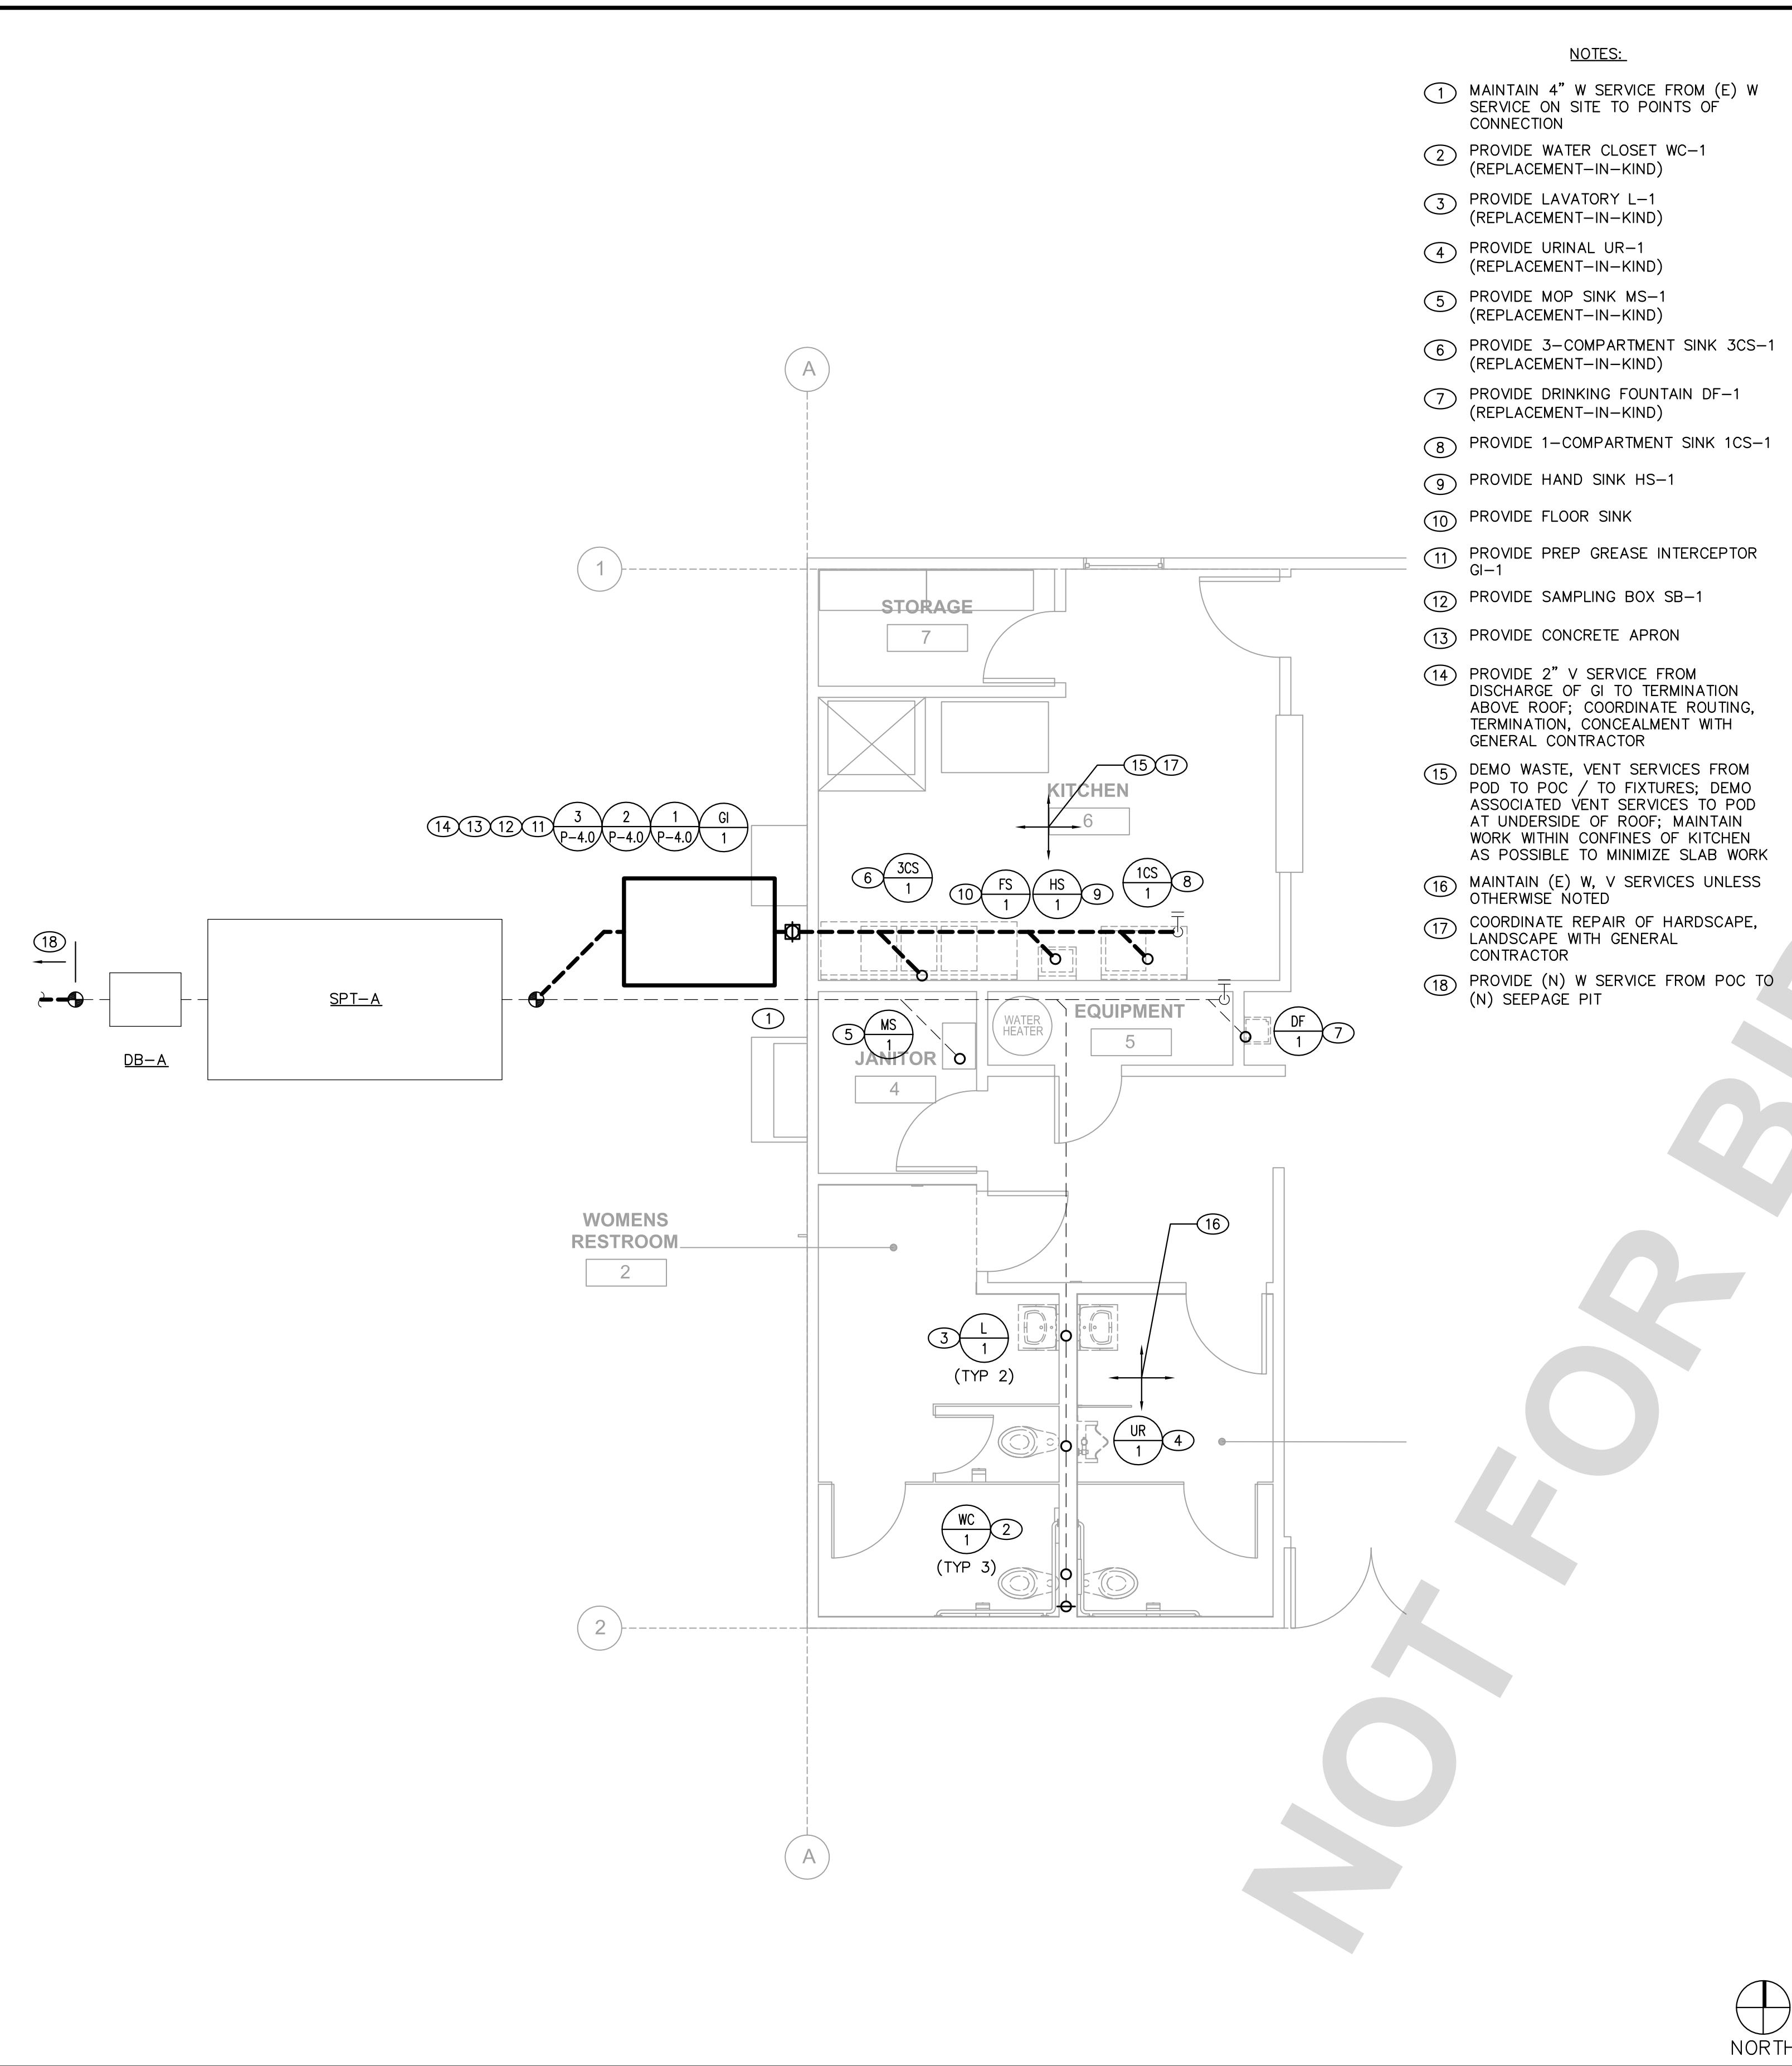 NOTES:
1 MAINTAIN 4" W SERVICE FROM (E) W
SERVICE ON SITE TO POINTS OF
CONNECTION
2 PROVIDE WATER CLOSET WC-1
(REPLACEMENT-IN-KIND)
3 PROVIDE LAVATORY L-1
(REPLACEMENT-IN-KIND)
4 PROVIDE URINAL UR-1
(REPLACEMENT-IN-KIND)
5 PROVIDE MOP SINK MS-1
(REPLACEMENT-IN-KIND)
6 PROVIDE 3-COMPARTMENT SINK 3CS-1
(REPLACEMENT-IN-KIND)
7 PROVIDE DRINKING FOUNTAIN DF-1
(REPLACEMENT-IN-KIND)
8 PROVIDE 1-COMPARTMENT SINK 1CS-1
9 PROVIDE HAND SINK HS-1
10 PROVIDE FLOOR SINK
11 PROVIDE PREP GREASE INTERCEPTOR
GI-1
12 PROVIDE SAMPLING BOX SB-1
13 PROVIDE CONCRETE APRON
14 PROVIDE 2" V SERVICE FROM
DISCHARGE OF GI TO TERMINATION
ABOVE ROOF; COORDINATE ROUTING,
TERMINATION, CONCEALMENT WITH
GENERAL CONTRACTOR
15 DEMO WASTE, VENT SERVICES FROM
POD TO POC / TO FIXTURES; DEMO
ASSOCIATED VENT SERVICES TO POD
AT UNDERSIDE OF ROOF; MAINTAIN
WORK WITHIN CONFINES OF KITCHEN
AS POSSIBLE TO MINIMIZE SLAB WORK
16 MAINTAIN (E) W, V SERVICES UNLESS
OTHERWISE NOTED
17 COORDINATE REPAIR OF HARDSCAPE,
LANDSCAPE WITH GENERAL
CONTRACTOR
18 PROVIDE (N) W SERVICE FROM POC TO
(N) SEEPAGE PIT
A
1
STORAGE
7
15 17
KITCHEN
6
14 13 12 11
3
P-4.0
2
P-4.0
1
P-4.0
GI
1
6
3CS
1
10
FS
1
HS
1
9
1CS
1
8
18
SPT-A
DB-A
1
5
MS
1
JANITOR
4
WATER
HEATER
EQUIPMENT
5
DF
1
7
WOMENS
RESTROOM
2
16
3
L
1
(TYP 2)
UR
1
4
WC
1
2
(TYP 3)
2
A
NOT FOR BID
NORTH